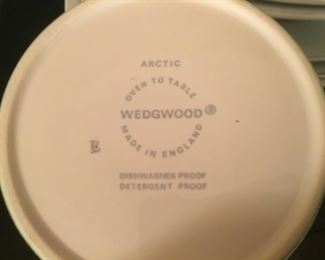 ARCTIC
OVEN TO TABLE
WEDGWOOD®
MADE IN ENGLAND
DISHWASHER PROOF
DETERGENT PROOF